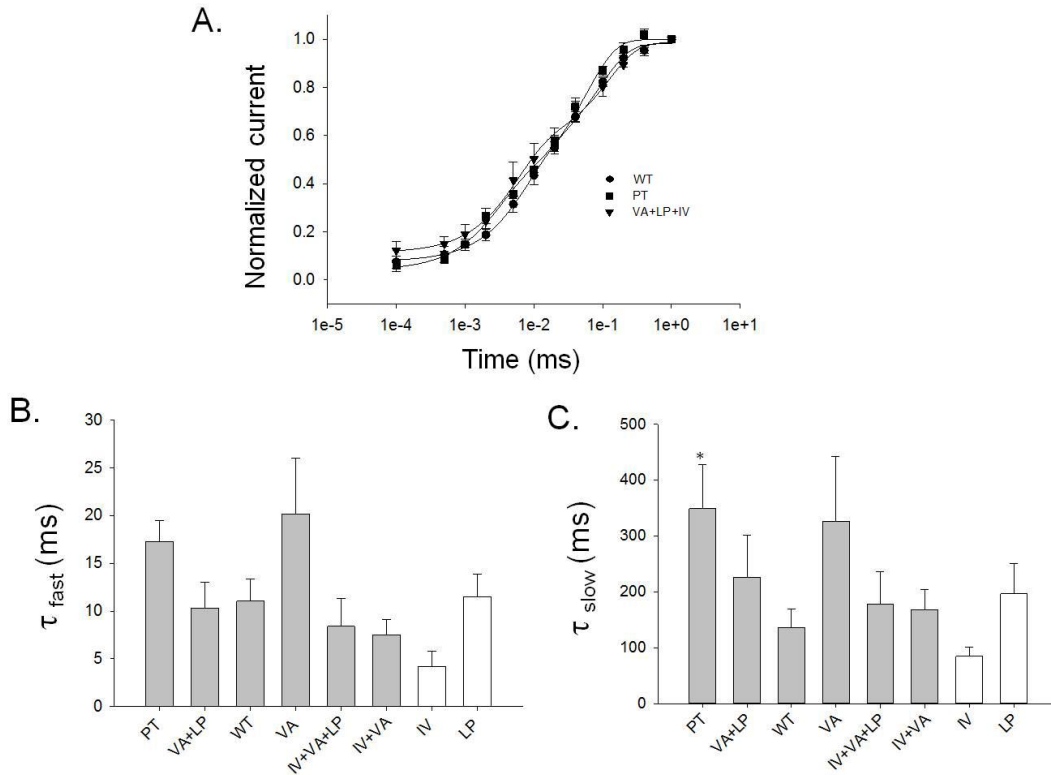 A.
Normalized current
1.0
0.8
0.6
0.4
0.2
0.0
WT
PT
VA+LP+IV
1e-5
1e-4
1e-3
1e-2
1e-1
1e+0
1e+1
Time (ms)
B.
τ fast (ms)
30
25
20
15
10
5
0
PT
VA+LP
WT
VA
IV+VA+LP
IV+VA
IV
LP
C.
τ slow (ms)
500
400
300
200
100
0
*
PT
VA+LP
WT
VA
IV+VA+LP
IV+VA
IV
LP